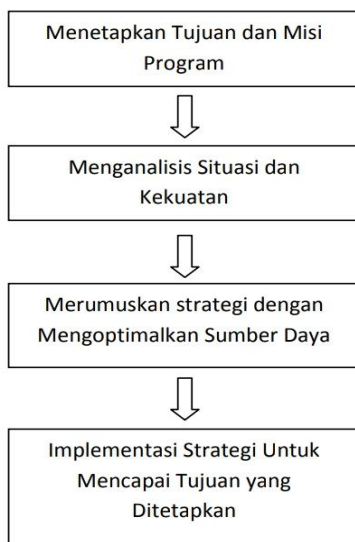 Menetapkan Tujuan dan Misi
Program
Menganalisis Situasi dan
Kekuatan
Merumuskan strategi dengan
Mengoptimalkan Sumber Daya
Implementasi Strategi Untuk
Mencapai Tujuan yang
Ditetapkan